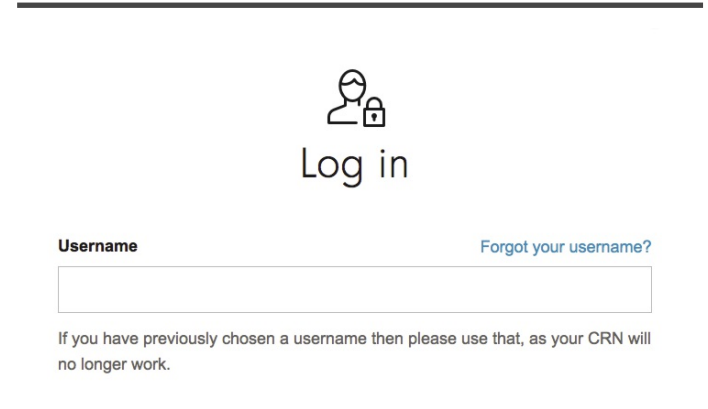 Log in
Username
Forgot your username?
If you have previously chosen a username then please use that, as your CRN will
no longer work.